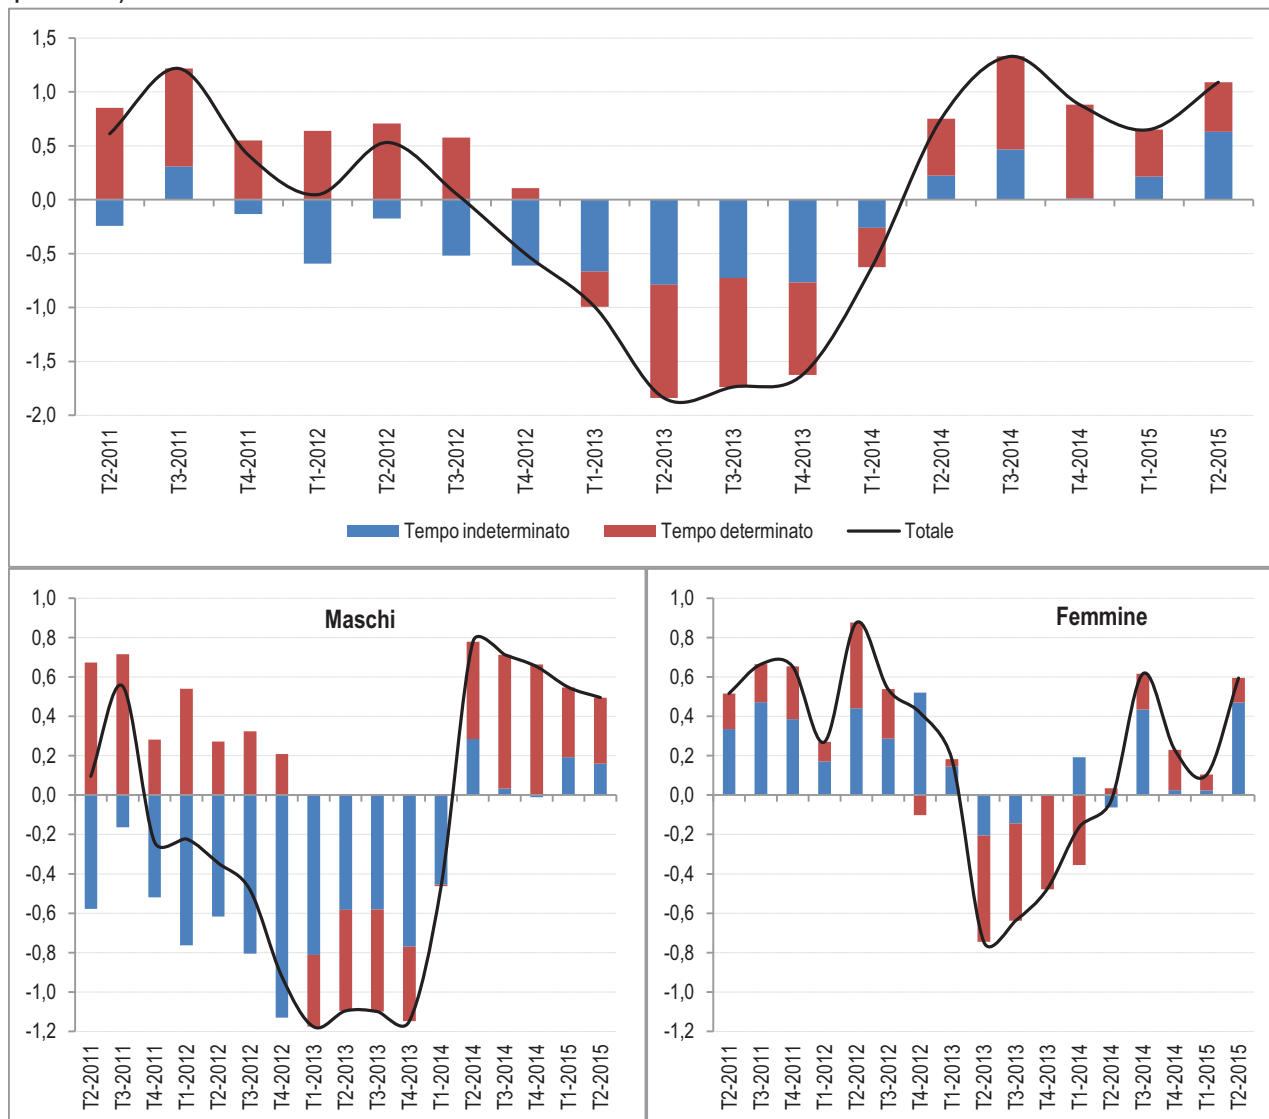 1,5
1,0
0,5
0,0
-0,5
-1,0
-1,5
-2,0
T2-2011
T3-2011
T4-2011
T1-2012
T2-2012
T3-2012
T4-2012
T1-2013
T2-2013
T3-2013
T4-2013
T1-2014
T2-2014
T3-2014
T4-2014
T1-2015
T2-2015
Tempo indeterminato Tempo determinato Totale
Maschi
1,0
0,8
0,6
0,4
0,2
0,0
-0,2
-0,4
-0,6
-0,8
-1,0
-1,2
T2-2011
T3-2011
T4-2011
T1-2012
T2-2012
T3-2012
T4-2012
T1-2013
T2-2013
T3-2013
T4-2013
T1-2014
T2-2014
T3-2014
T4-2014
T1-2015
T2-2015
Femmine
1,0
0,8
0,6
0,4
0,2
0,0
-0,2
-0,4
-0,6
-0,8
-1,0
-1,2
T2-2011
T3-2011
T4-2011
T1-2012
T2-2012
T3-2012
T4-2012
T1-2013
T2-2013
T3-2013
T4-2013
T1-2014
T2-2014
T3-2014
T4-2014
T1-2015
T2-2015